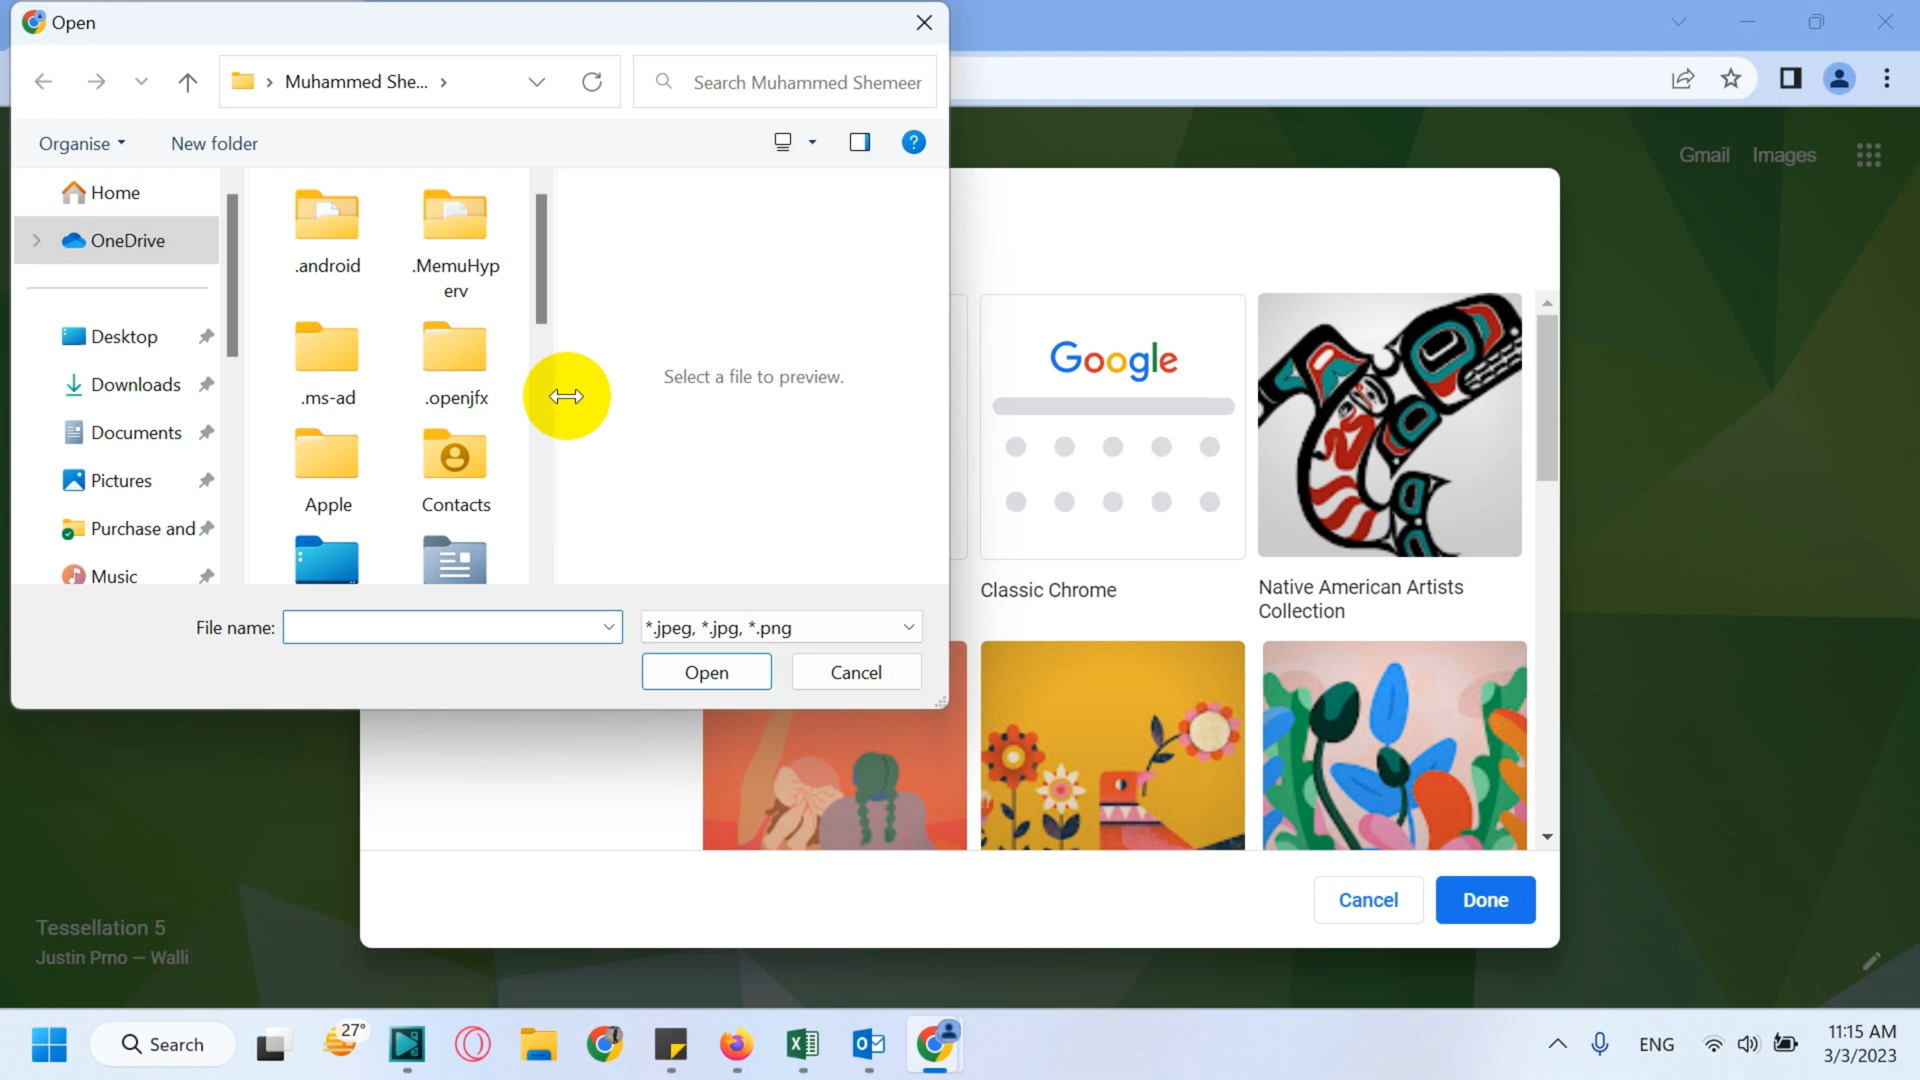 Open
Muhammed She...
Search Muhammed Shemeer
Organise
New folder
Home
OneDrive
Desktop
Downloads
Documents
Pictures
Purchase and
Music
.android
.MemuHyp
erv
.ms-ad
.openjfx
Apple
Contacts
Select a file to preview.
File name:
*.jpeg, *.jpg, *.png
Open
Cancel
Gmail
Images
Google
Classic Chrome
Native American Artists
Collection
Cancel
Done
Tessellation 5
Justin Prno — Walli
Search
27°
ENG
11:15 AM
3/3/2023